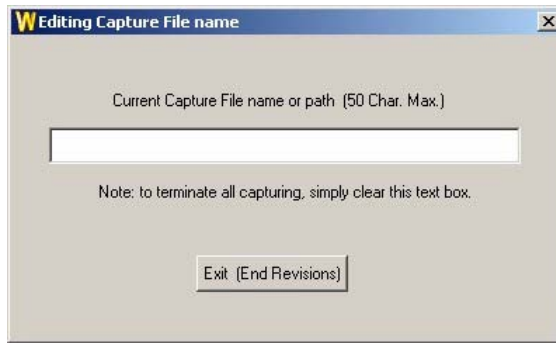 W Editing Capture File name
Current Capture File name or path (50 Char. Max.)
Note: to terminate all capturing, simply clear this text box.
Exit (End Revisions)